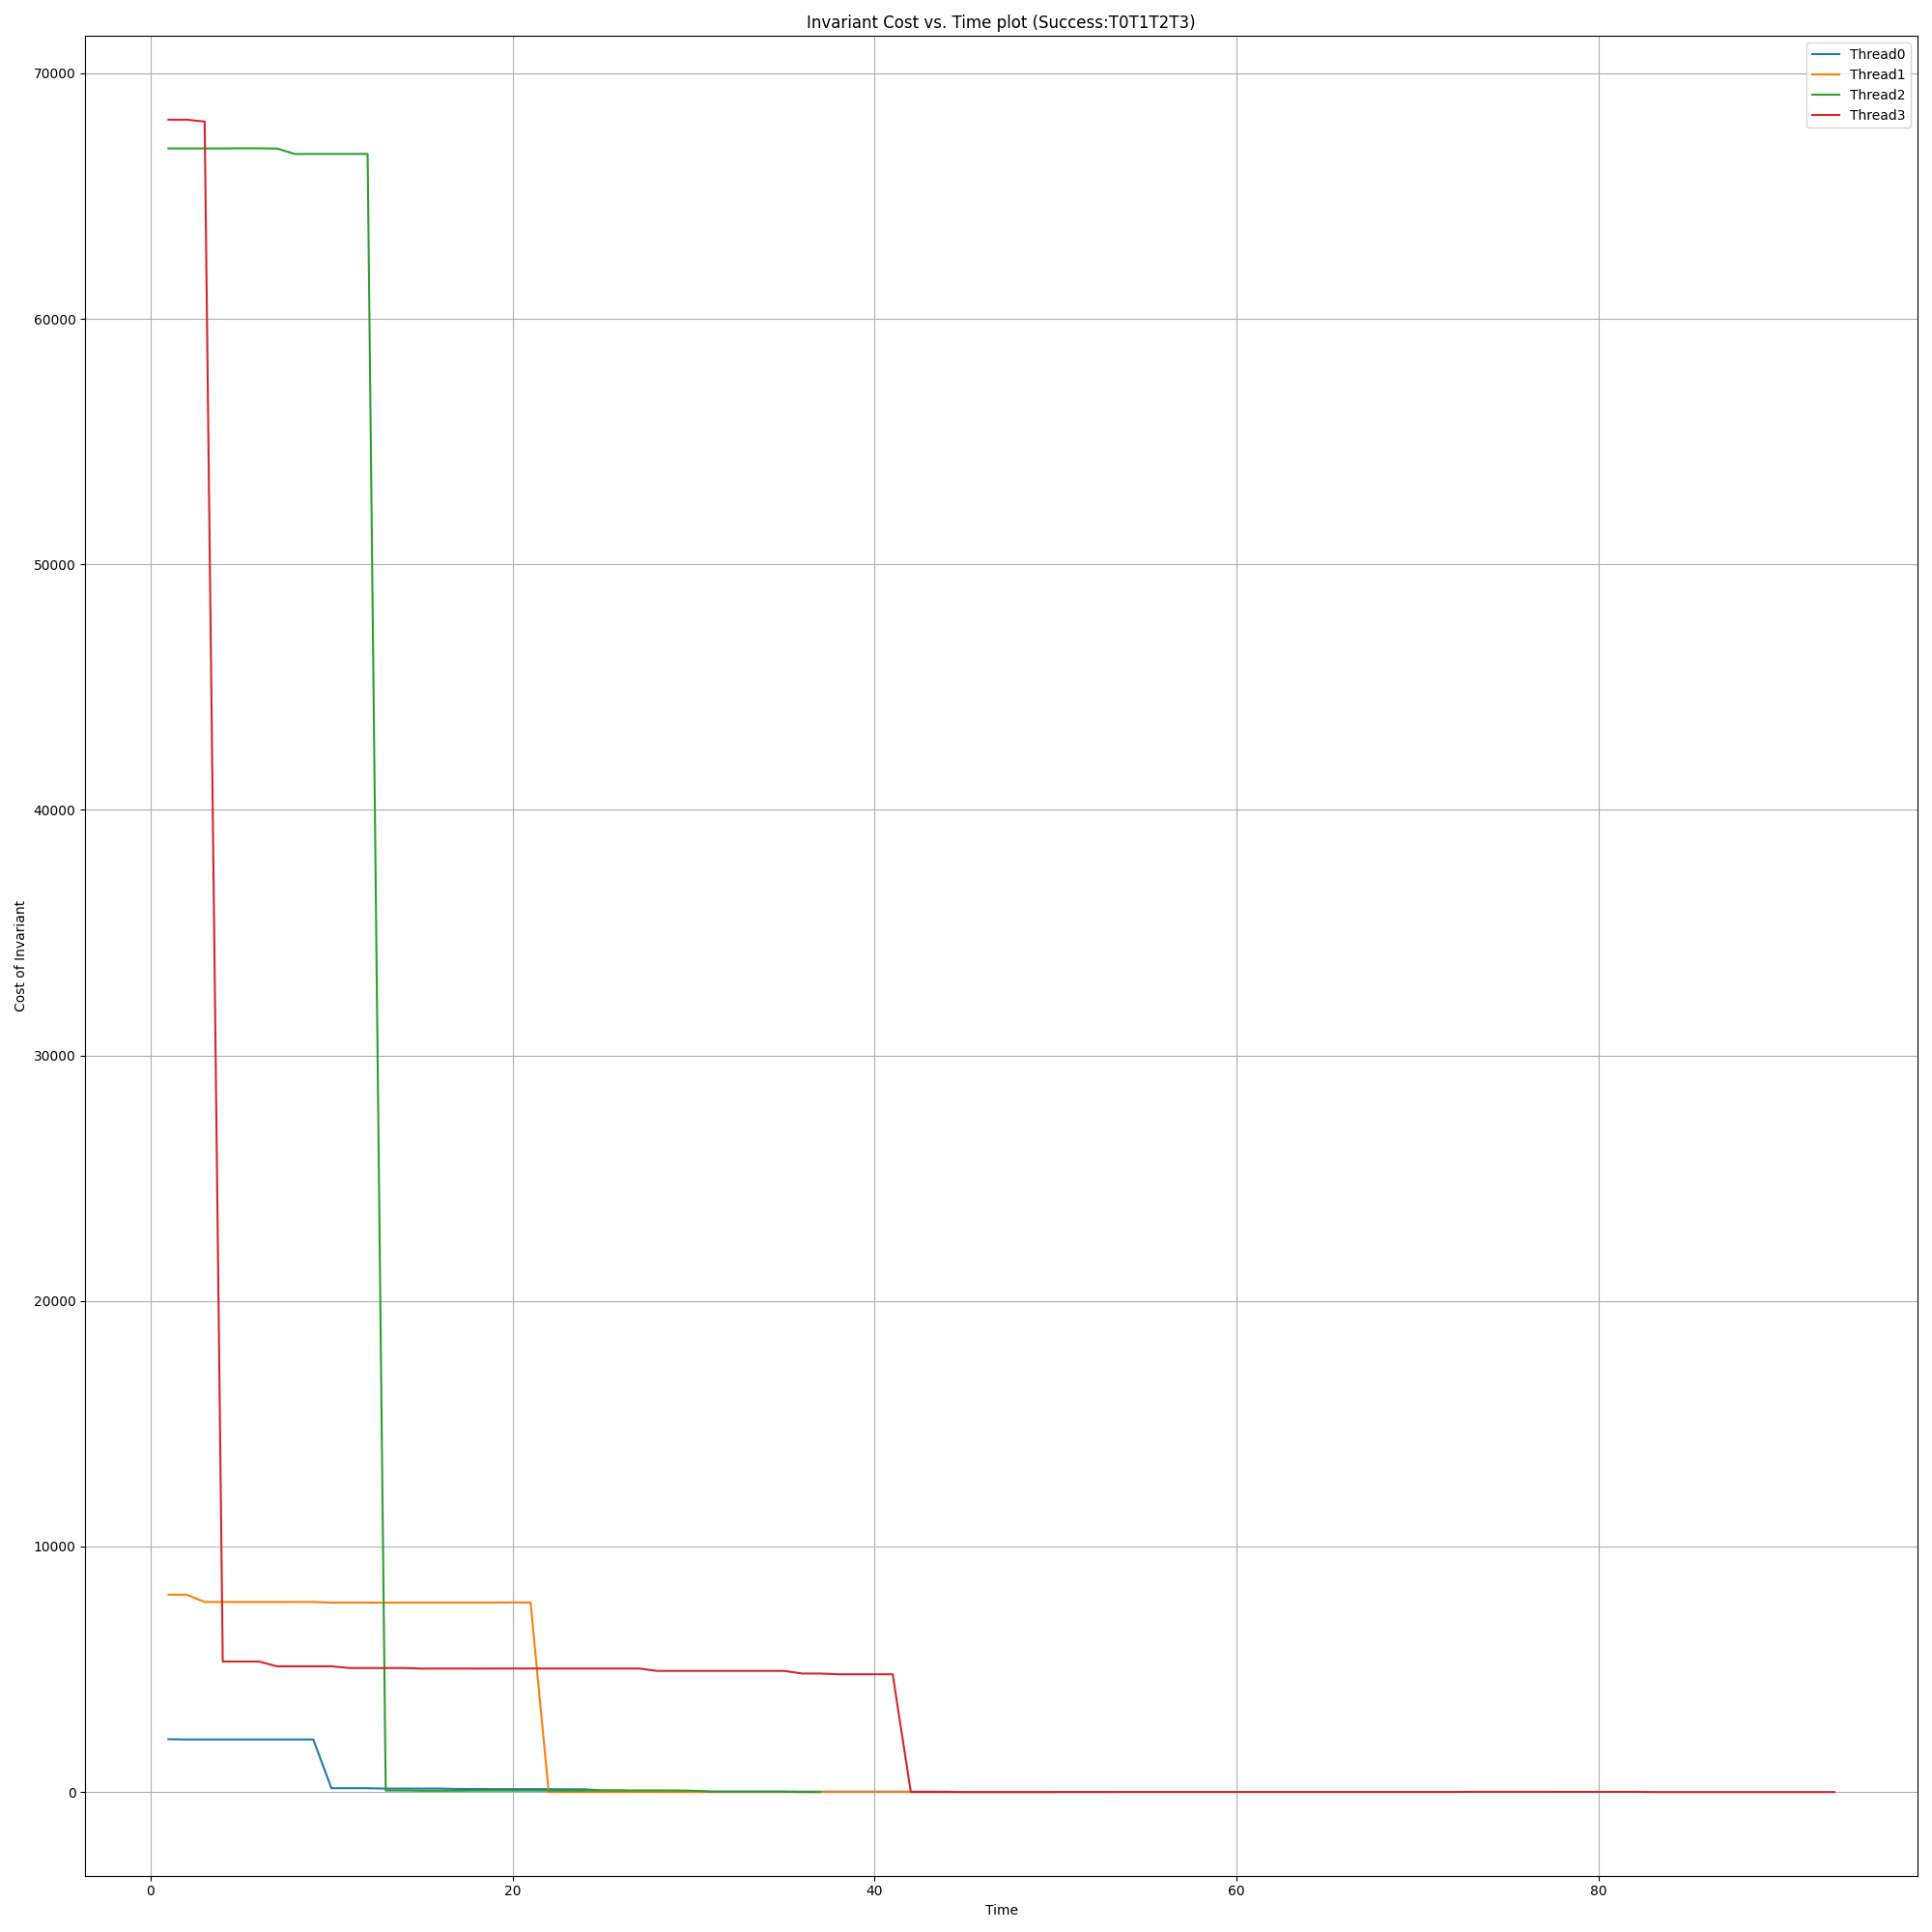 Invariant Cost vs. Time plot (Success:T0T1T2T3)
Thread0
Thread1
Thread2
Thread3
70000
60000
50000
40000
30000
20000
10000
0
Cost of Invariant
0 20 40 60 80
Time